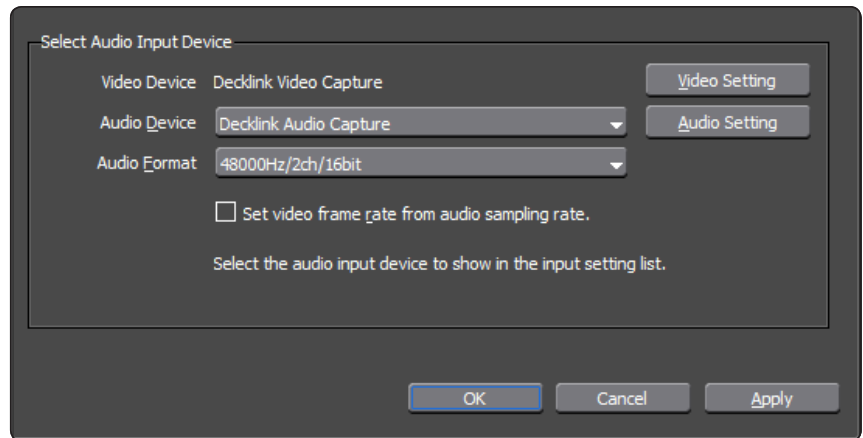 Select Audio Input Device
Video Device Decklink Video Capture Video Setting
Audio Device Decklink Audio Capture Audio Setting
Audio Format 48000Hz/2ch/16bit
Set video frame rate from audio sampling rate.
Select the audio input device to show in the input setting list.
OK Cancel Apply